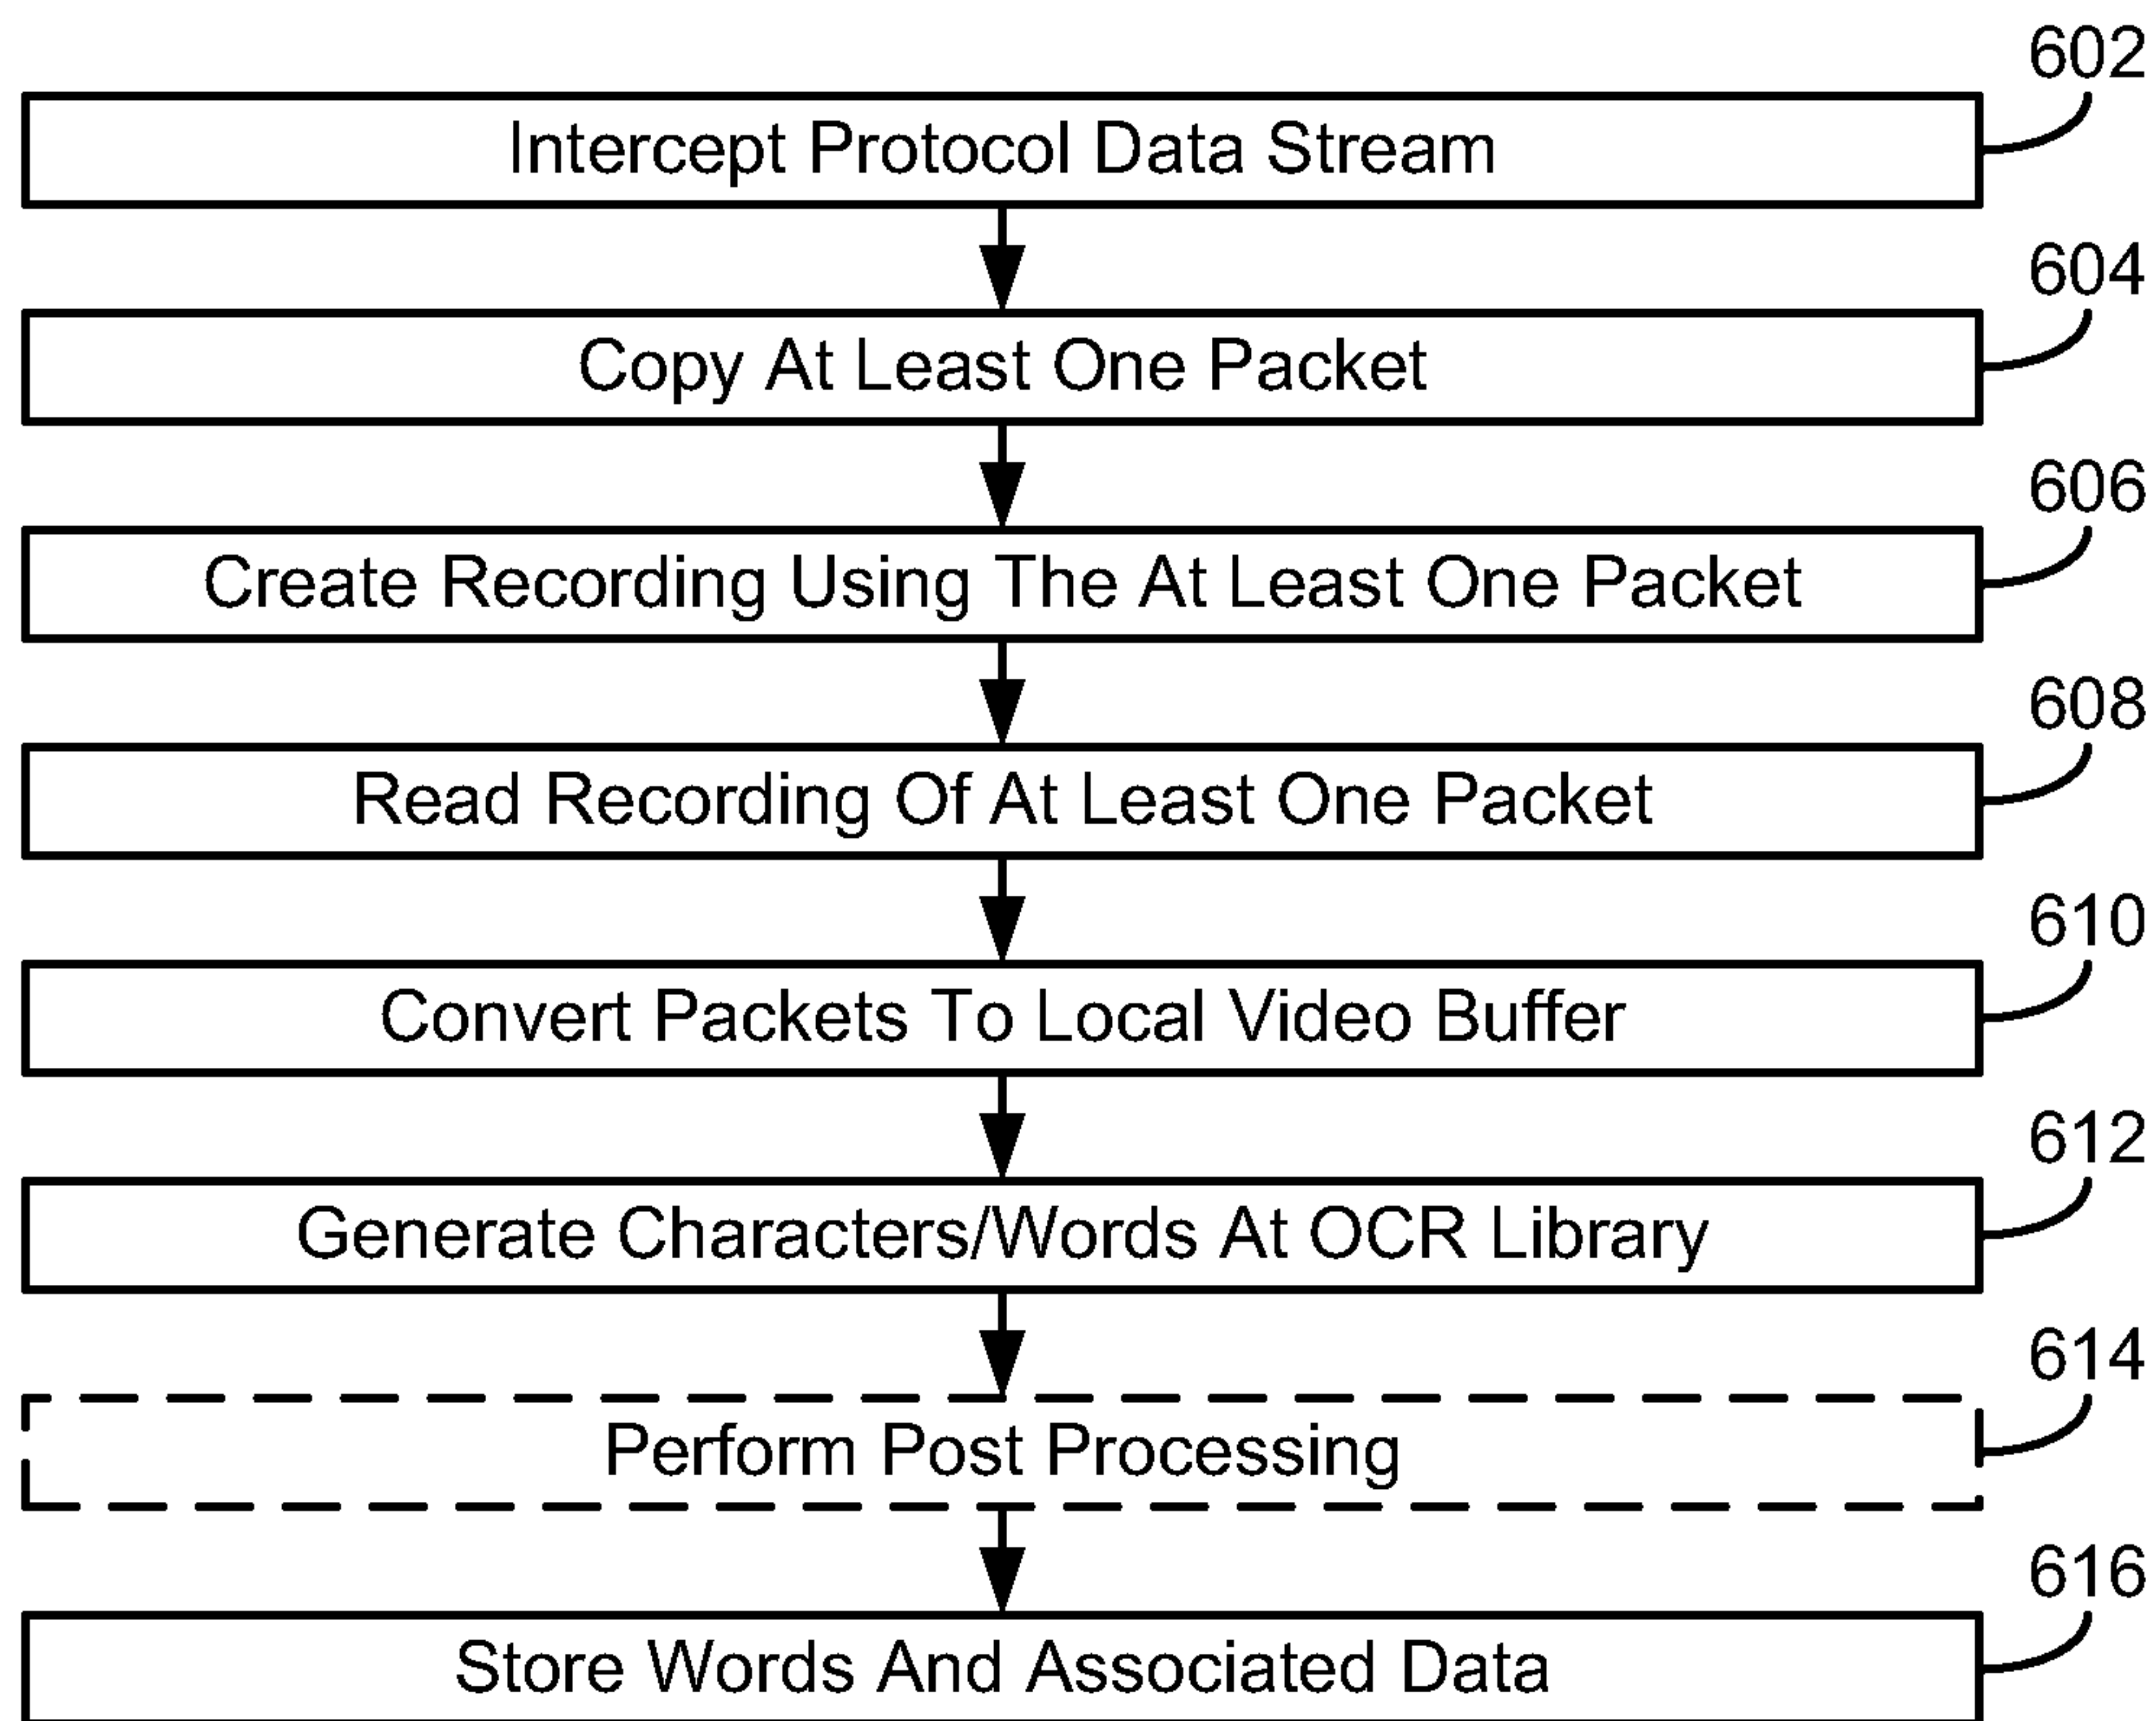 602
Intercept Protocol Data Stream
604
Copy At Least One Packet
606
Create Recording Using The At Least One Packet
608
Read Recording Of At Least One Packet
610
Convert Packets To Local Video Buffer
612
Generate Characters/Words At OCR Library
614
Perform Post Processing
616
Store Words And Associated Data